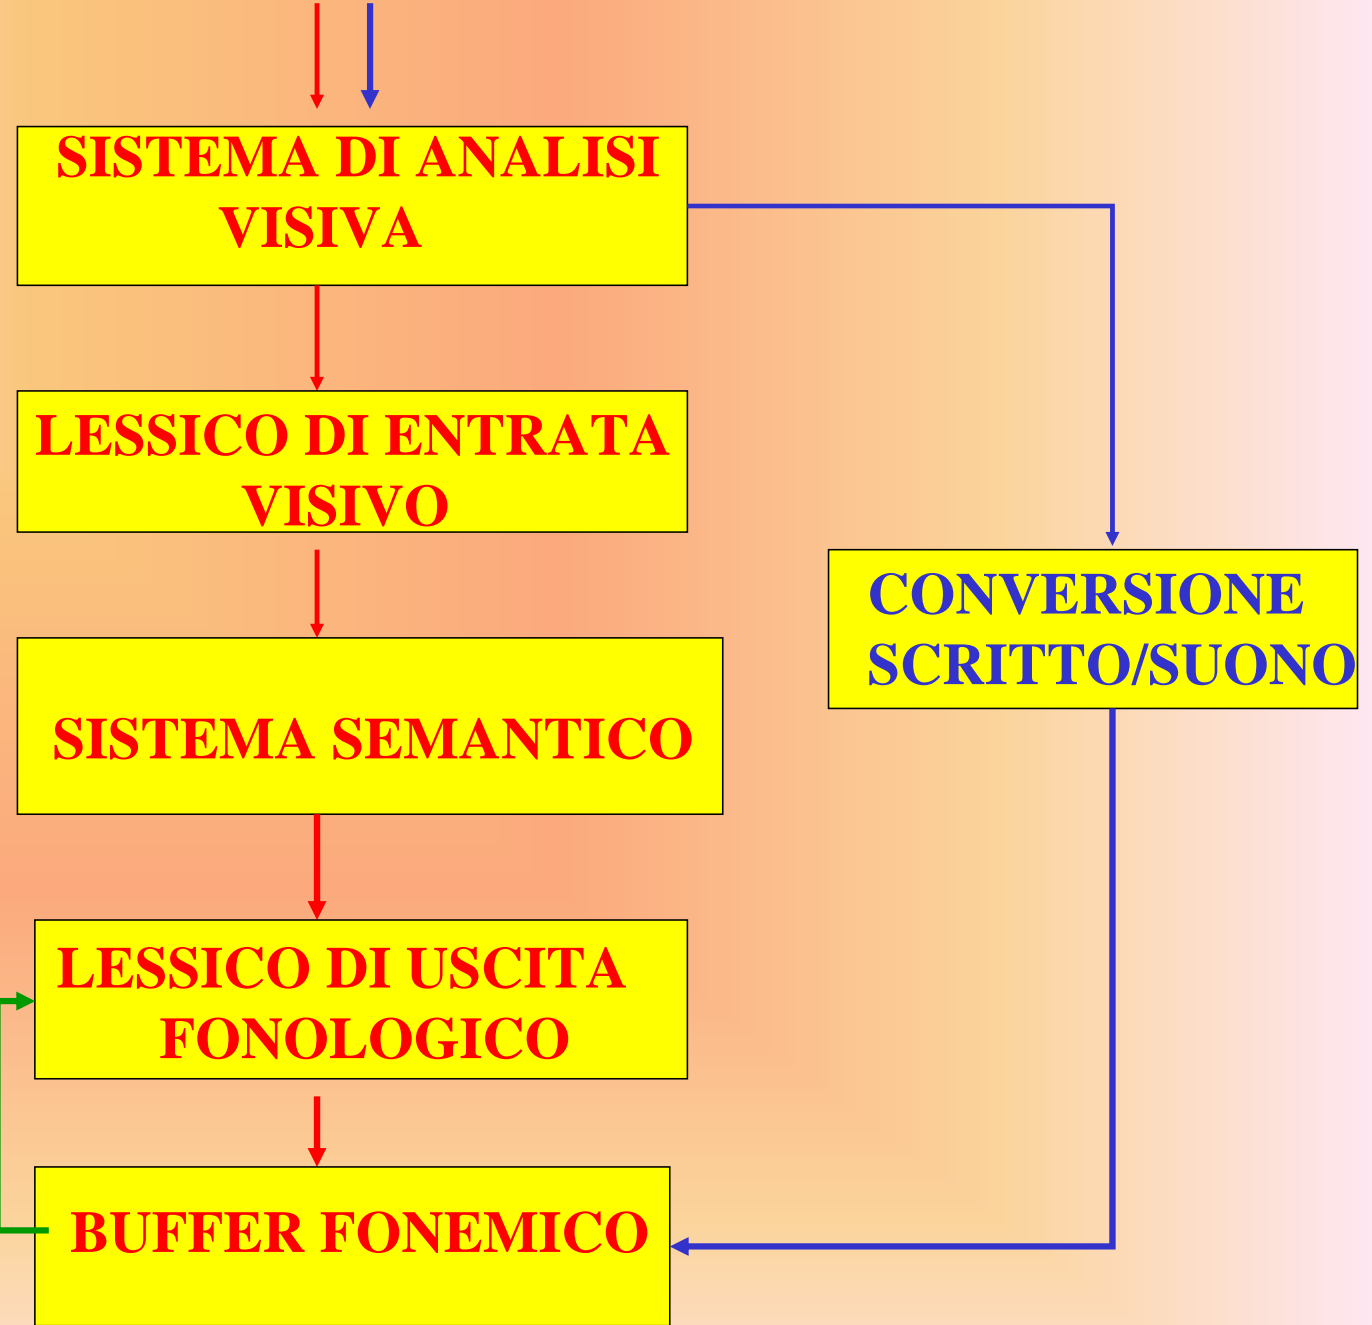 SISTEMA DI ANALISI
VISIVA
LESSICO DI ENTRATA
VISIVO
CONVERSIONE
SCRITTO/SUONO
SISTEMA SEMANTICO
LESSICO DI USCITA
FONOLOGICO
BUFFER FONEMICO